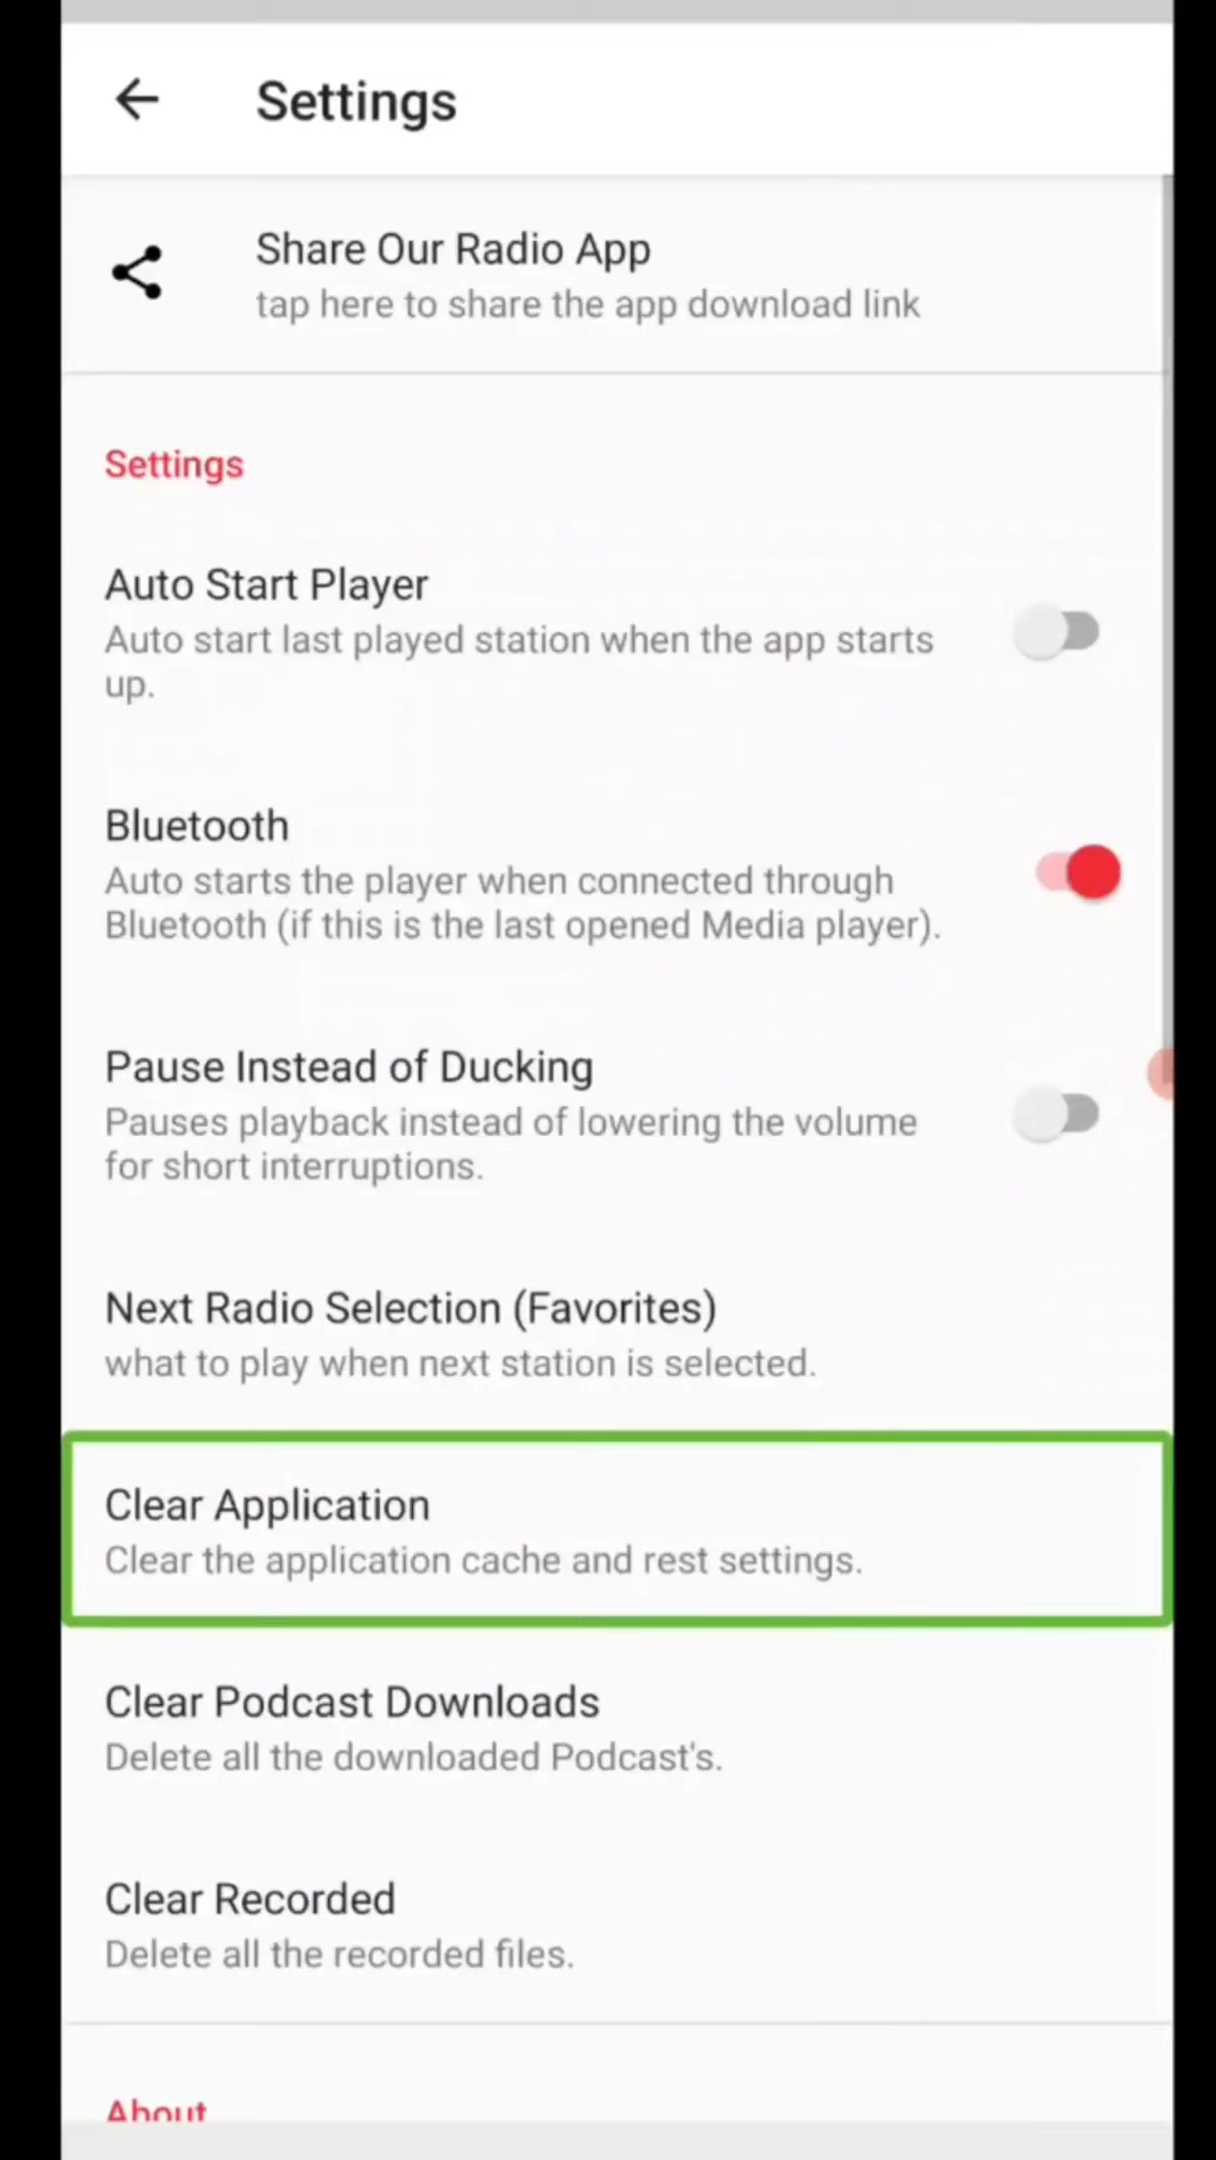 Settings
Share Our Radio App
tap here to share the app download link
Settings
Auto Start Player
Auto start last played station when the app starts
up.
Bluetooth
Auto starts the player when connected through
Bluetooth (if this is the last opened Media player).
Pause Instead of Ducking
Pauses playback instead of lowering the volume
for short interruptions.
Next Radio Selection (Favorites)
what to play when next station is selected.
Clear Application
Clear the application cache and rest settings.
Clear Podcast Downloads
Delete all the downloaded Podcast's.
Clear Recorded
Delete all the recorded files.
About